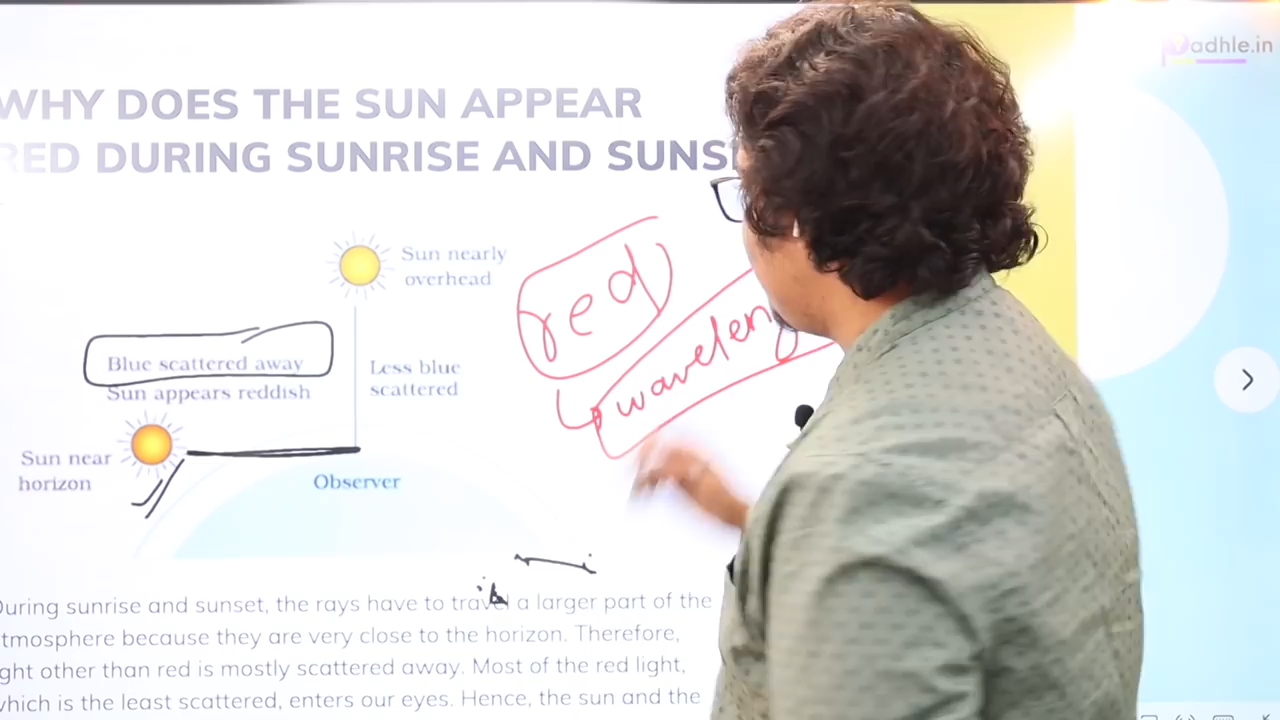 adhle.in
WHY DOES THE SUN APPEAR
RED DURING SUNRISE AND
Sun nearly
overhead
red
Blue scattered away
Sun appears reddish
Less blue
scattered
Sun near
horizon
Observer
During sunrise and sunset, the rays have to travel a larger part of the
atmosphere because they are very close to the horizon. Therefore,
light other than red is mostly scattered away. Most of the red light,
which is the least scattered, enters our eyes. Hence, the sun and the